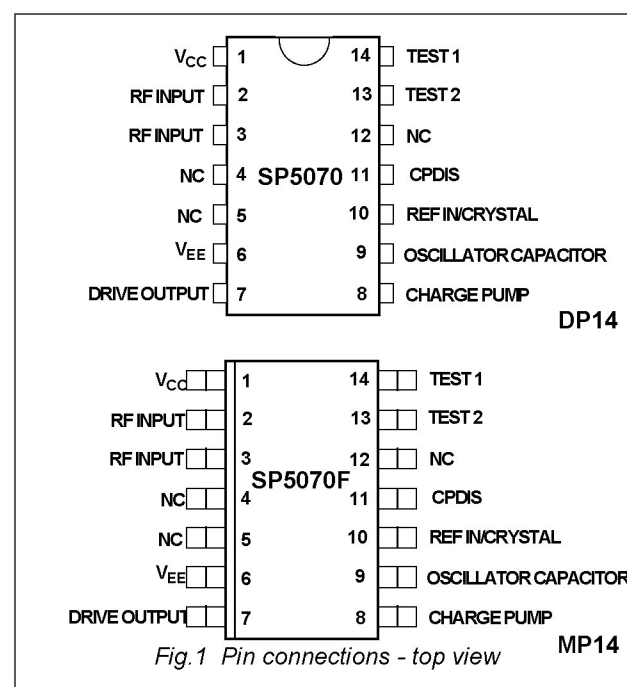 VCC 1 14 TEST 1
RF INPUT 2 13 TEST 2
RF INPUT 3 12 NC
NC 4 SP5070 11 CPDIS
NC 5 10 REF IN/CRYSTAL
VEE 6 9 OSCILLATOR CAPACITOR
DRIVE OUTPUT 7 8 CHARGE PUMP
DP14
VCC 1 14 TEST 1
RF INPUT 2 13 TEST 2
RF INPUT 3 12 NC
SP5070F
NC 4 11 CPDIS
NC 5 10 REF IN/CRYSTAL
VEE 6 9 OSCILLATOR CAPACITOR
DRIVE OUTPUT 7 8 CHARGE PUMP
MP14
Fig.1 Pin connections - top view